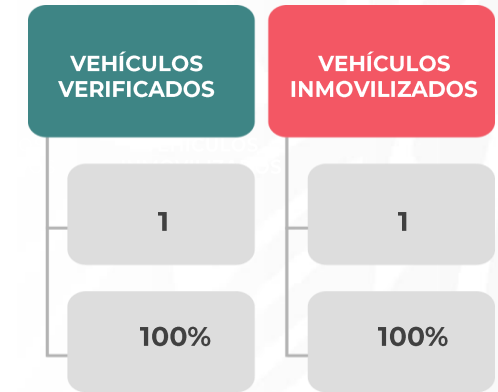 VEHÍCULOS
VERIFICADOS
1
100%
VEHÍCULOS
INMOVILIZADOS
1
100%